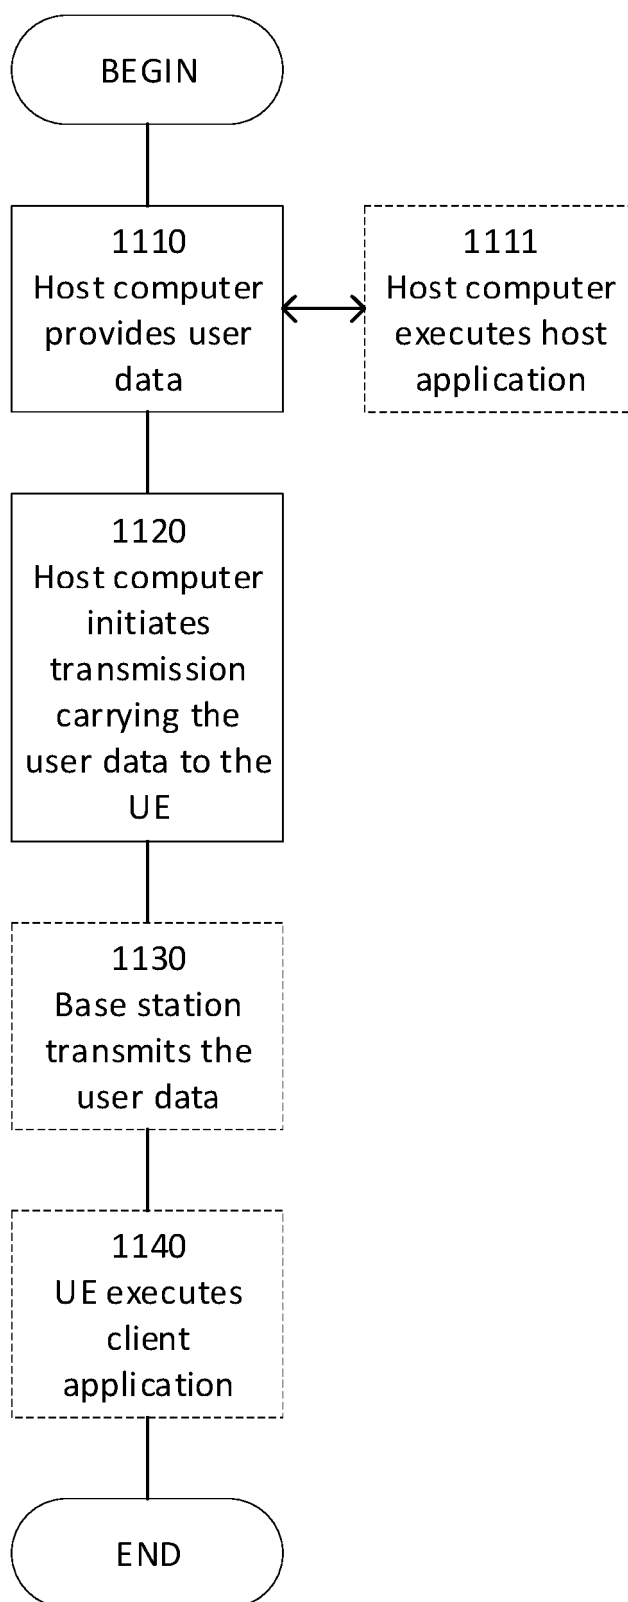 BEGIN
1110
Host computer
provides user
data
1111
Host computer
executes host
application
1120
Host computer
initiates
transmission
carrying the
user data to the
UE
1130
Base station
transmits the
user data
1140
UE executes
client
application
END